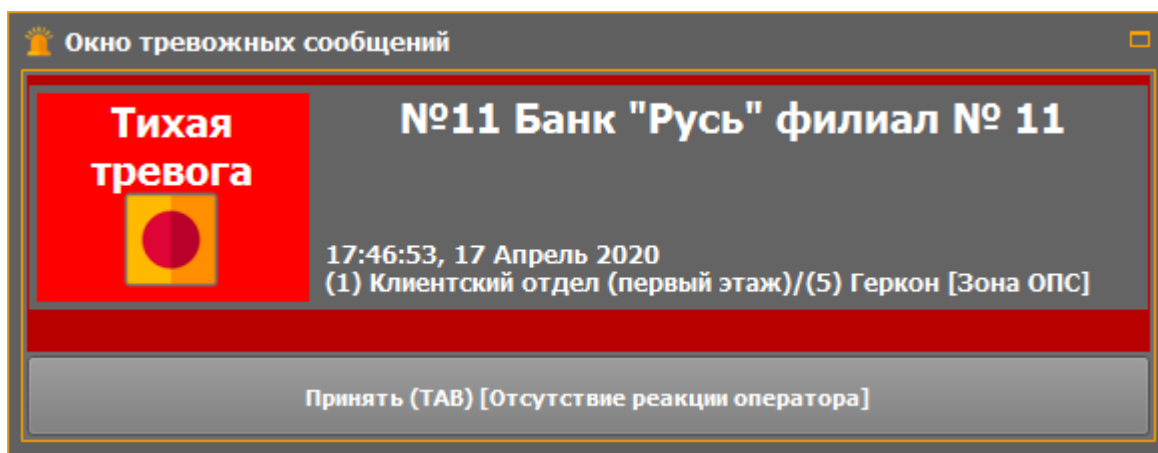 Окно тревожных сообщений
Тихая
тревога
№11 Банк "Русь" филиал № 11
17:46:53, 17 Апрель 2020
(1) Клиентский отдел (первый этаж)/(5) Геркон [Зона ОПС]
Принять (TAB) [Отсутствие реакции оператора]